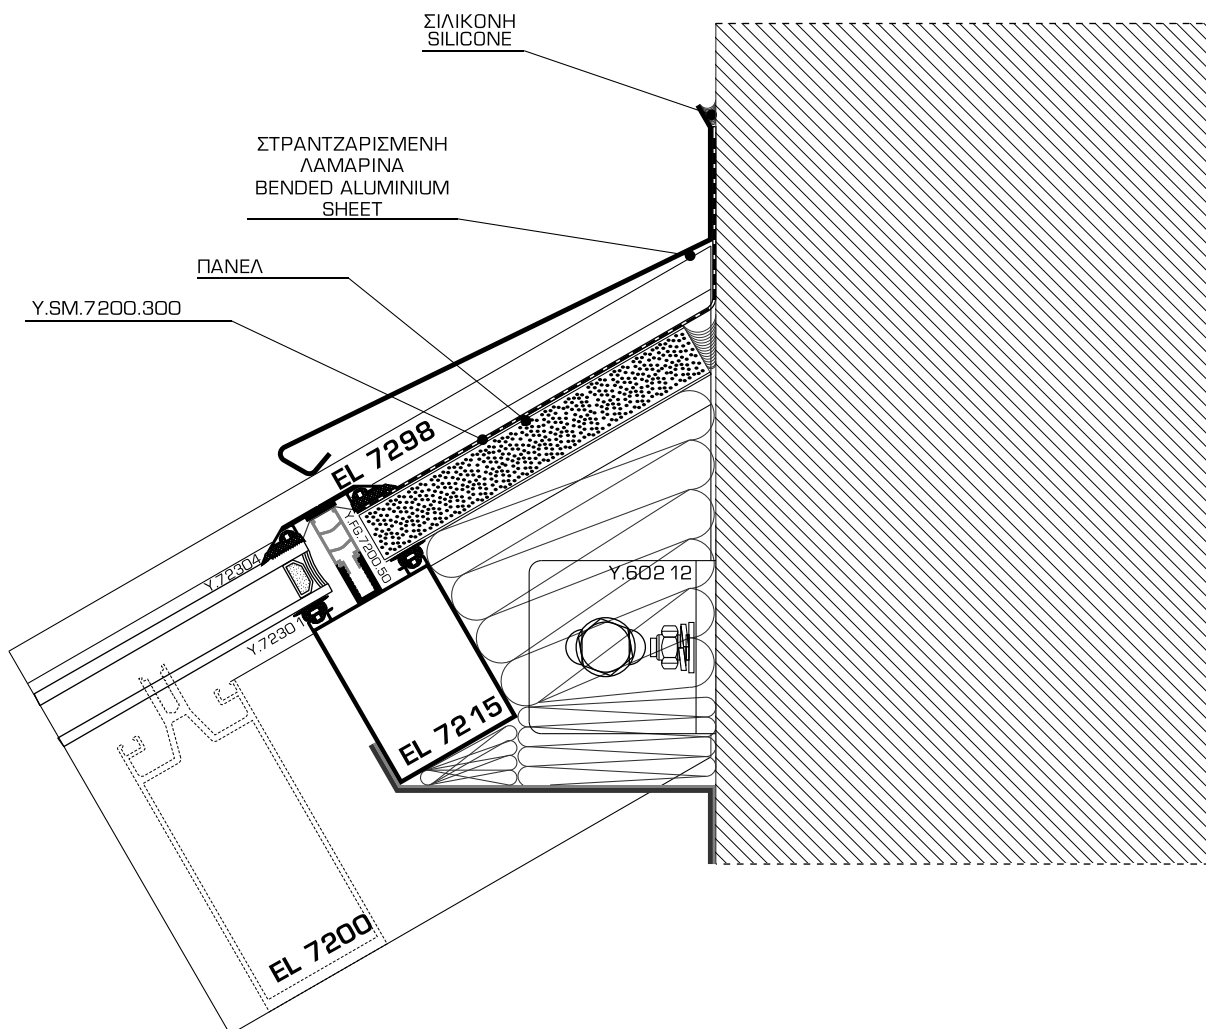 ΣΙΛΙΚΟΝΗ
SILICONE
ΣΤΡΑΝΤΖΑΡΙΣΜΕΝΗ
ΛΑΜΑΡΙΝΑ
BENDED ALUMINIUM
SHEET
ΠΑΝΕΛ
Y.SM.7200.300
EL 7298
Y.FG.7200.50
Y.72304
Y.72301
Y.602 12
EL 7215
EL 7200